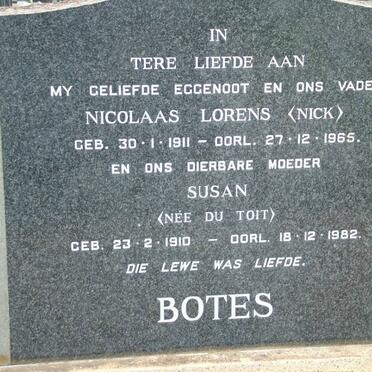 IN
TERE LIEFDE AAN
MY GELIEFDE EGGENOOT EN ONS VADE
NICOLAAS LORENS (NICK)
GEB. 30·1·1911 – OORL. 27·12·1965.
EN ONS DIERBARE MOEDER
SUSAN
(NÉE DU TOIT)
GEB. 23·2·1910 – OORL. 18·12·1982.
DIE LEWE WAS LIEFDE.
BOTES